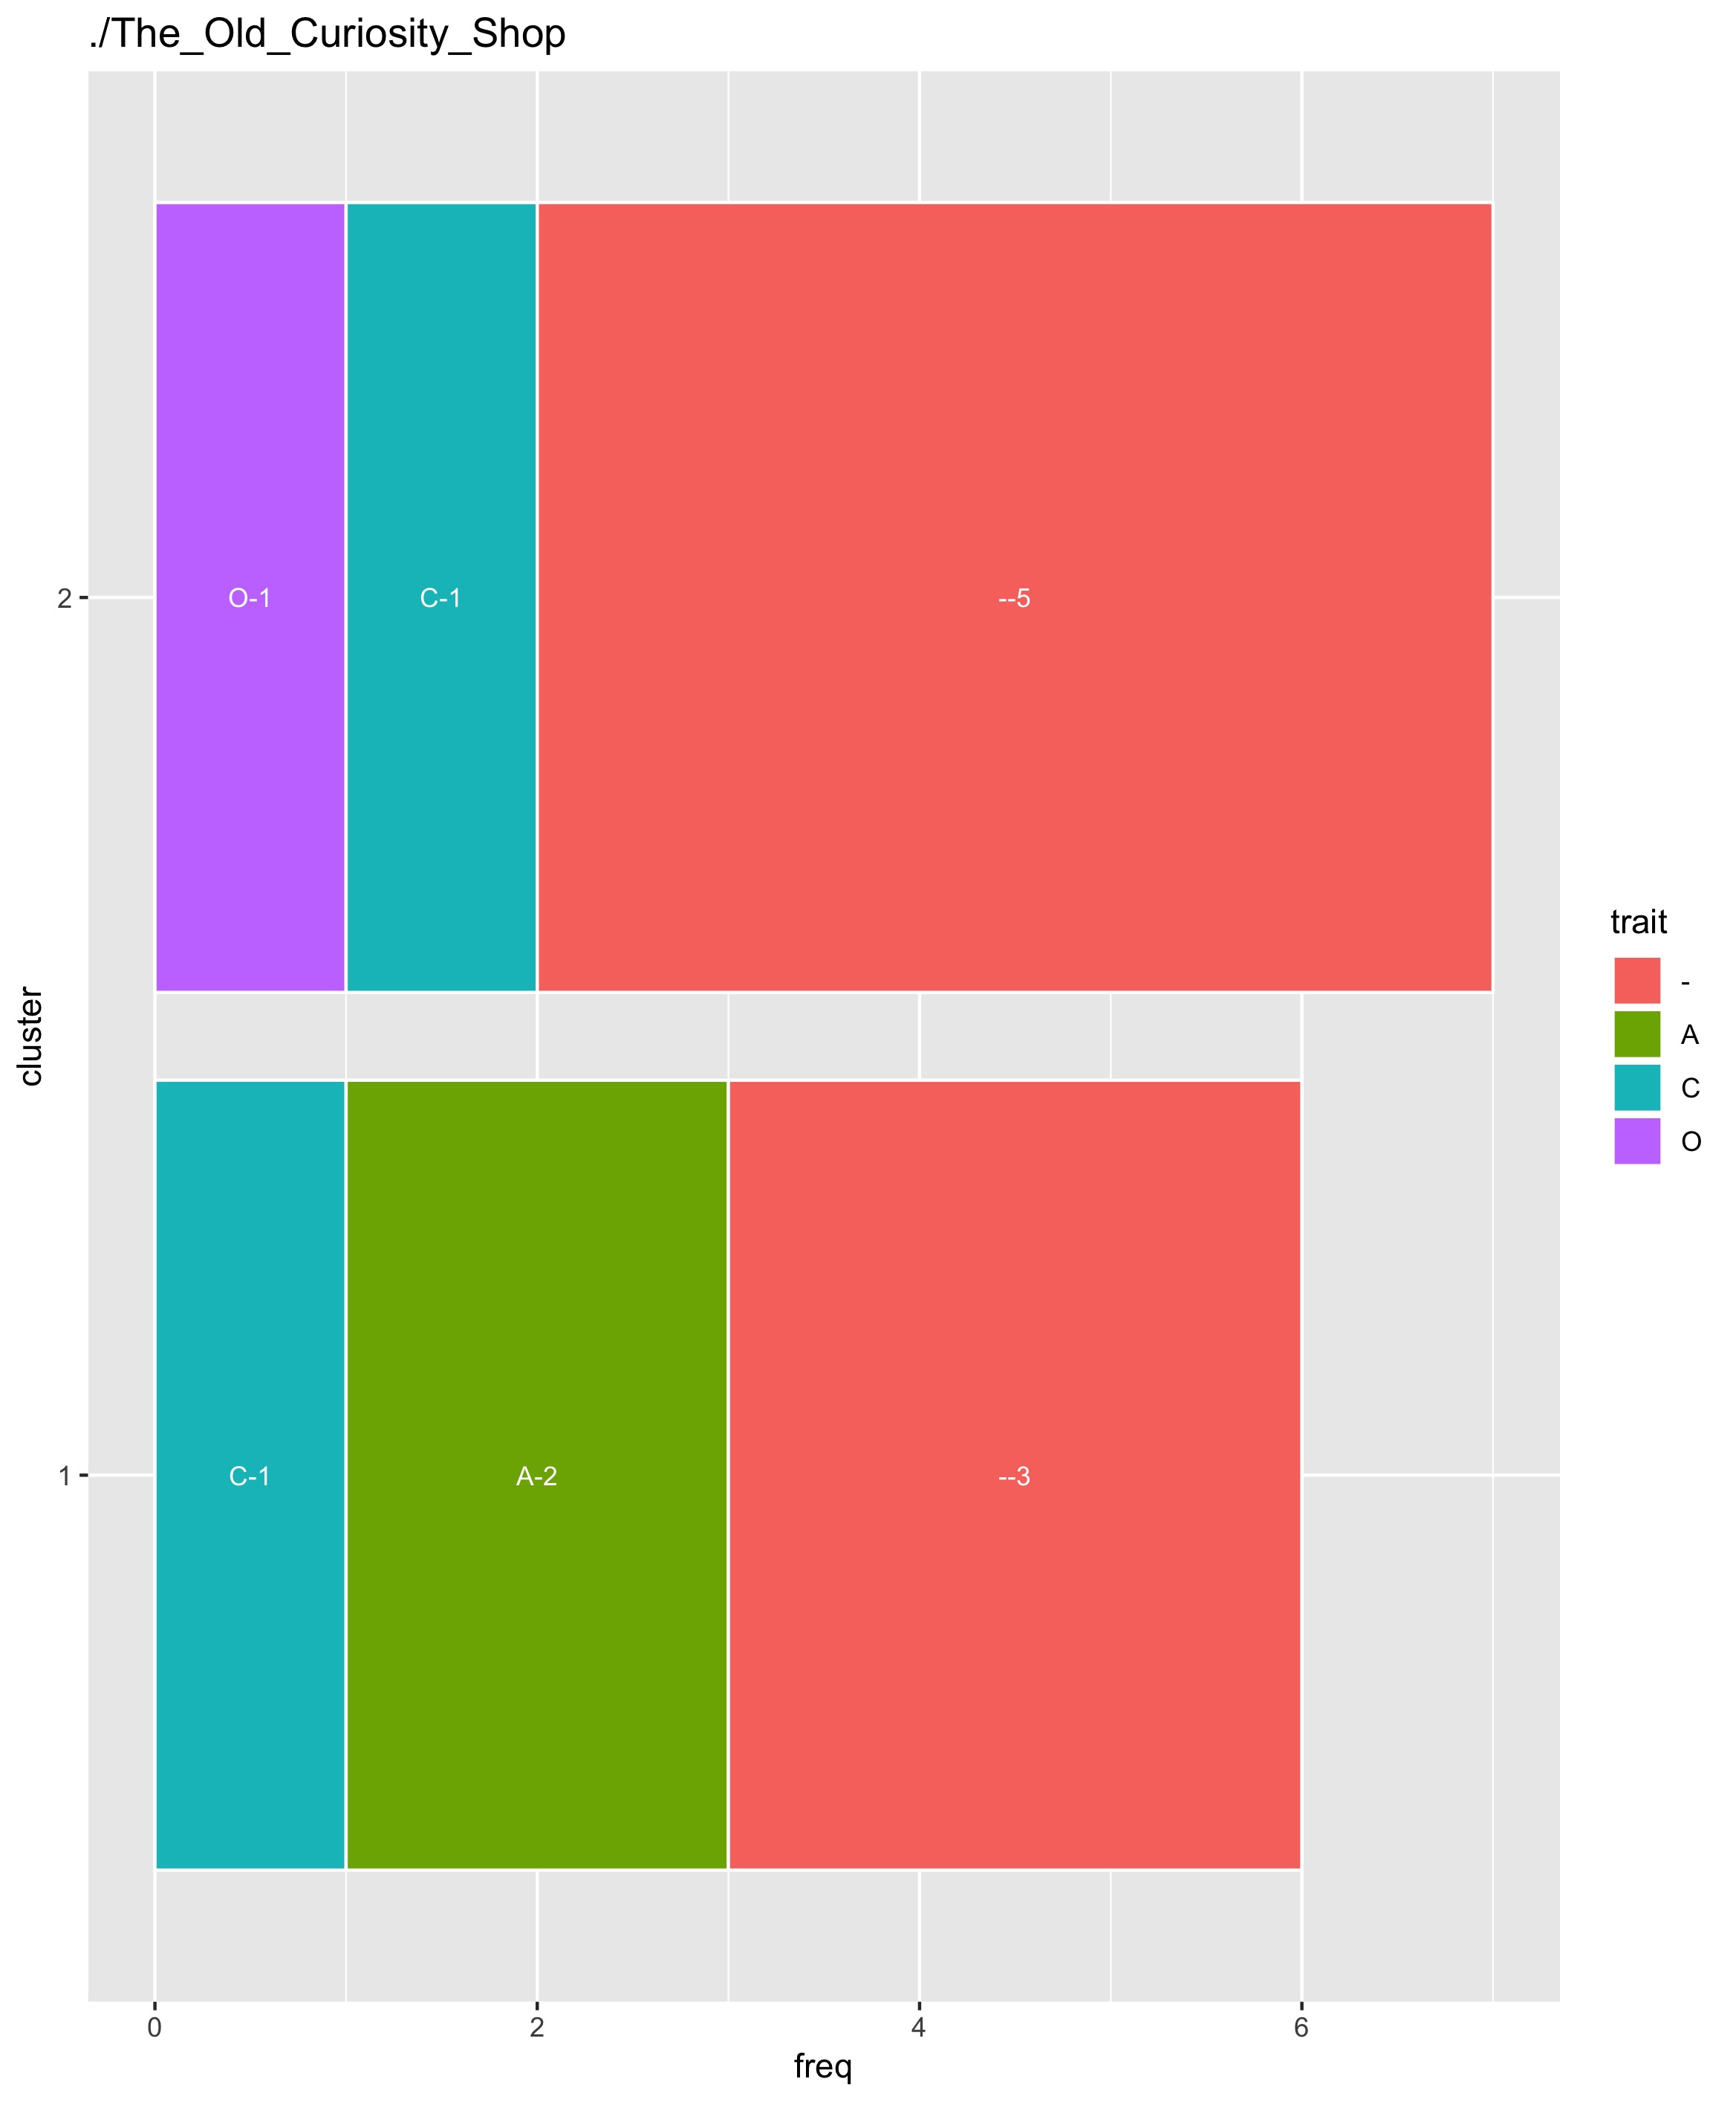 ./The_Old_Curiosity_Shop
cluster
2
O-1 C-1 --5
1
C-1 A-2 --3
0 2 4 6
freq
trait
-
A
C
O